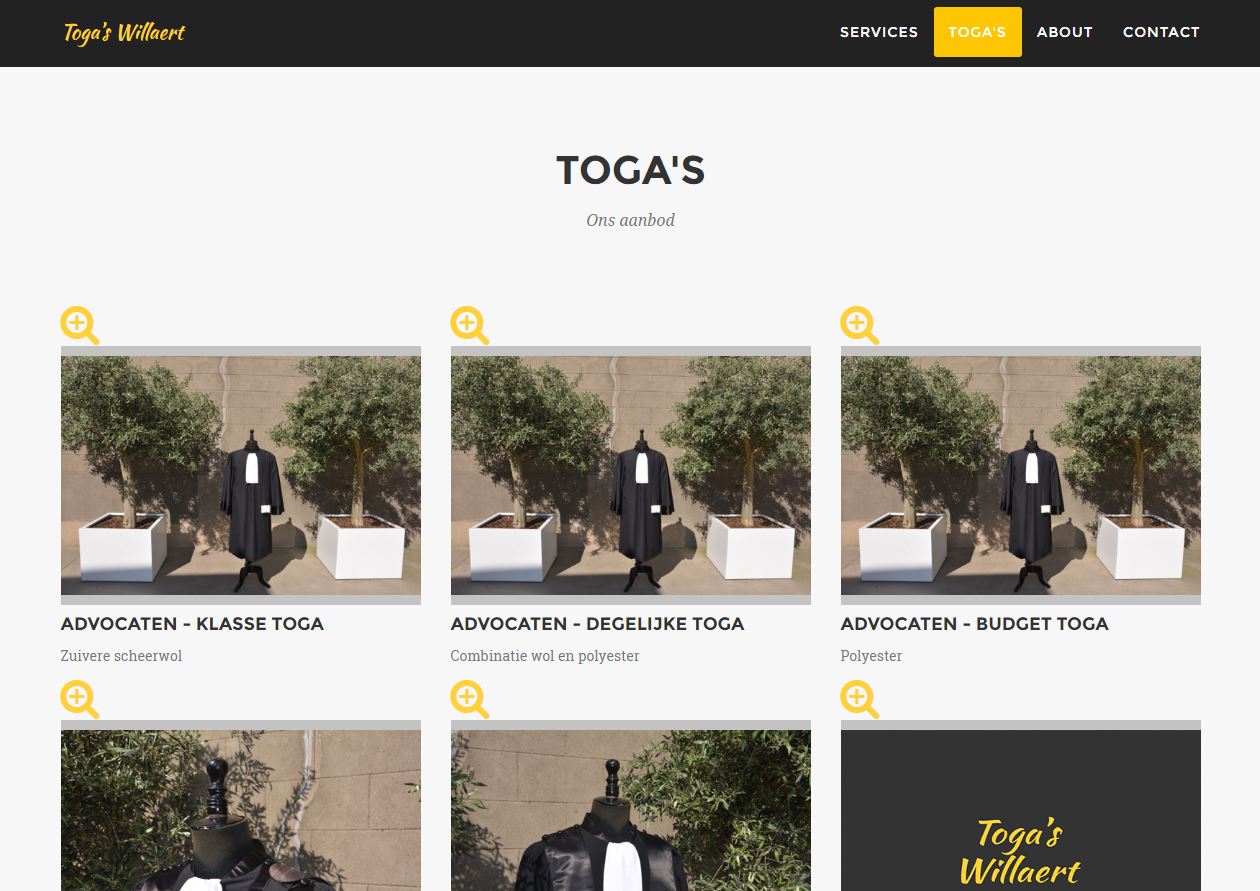 Toga's Willaert
SERVICES
TOGA'S
ABOUT
CONTACT
TOGA'S
Ons aanbod
ADVOCATEN - KLASSE TOGA
Zuivere scheerwol
ADVOCATEN - DEGELIJKE TOGA
Combinatie wol en polyester
ADVOCATEN - BUDGET TOGA
Polyester
Toga's
Willaert